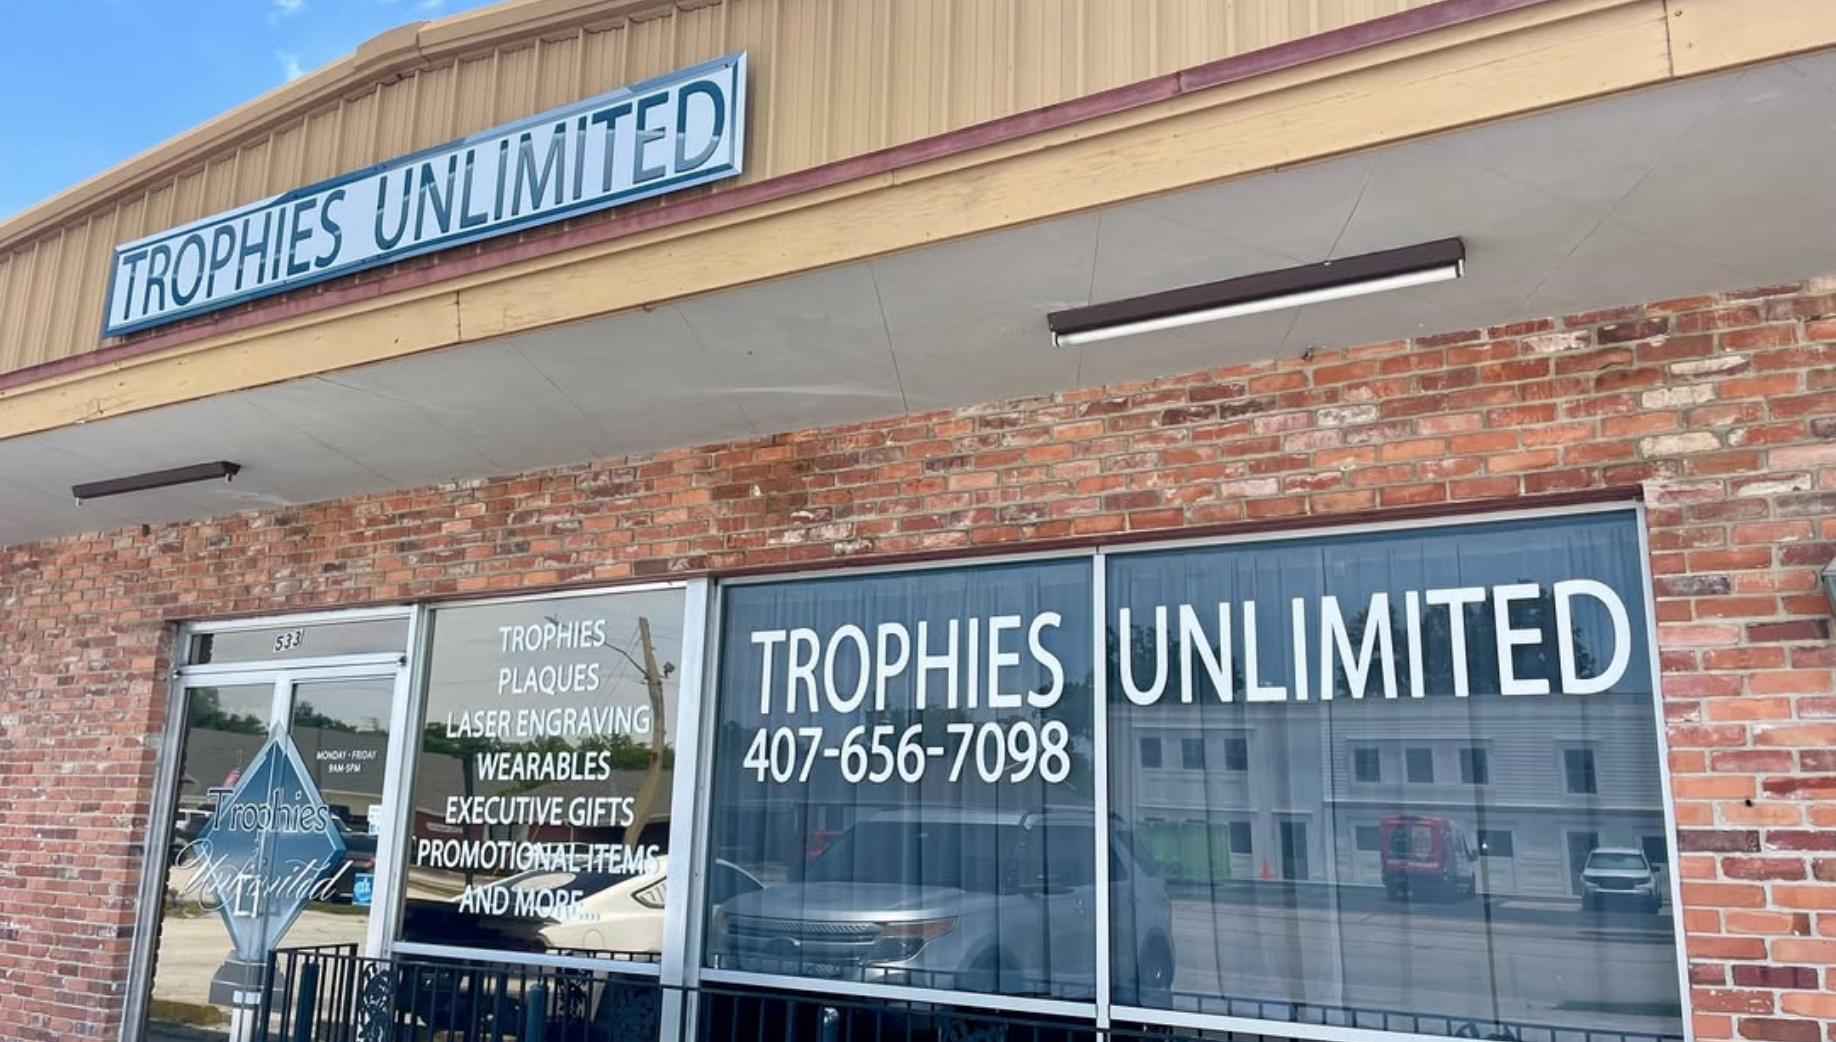 TROPHIES UNLIMITED
533
MONDAY - FRIDAY
9AM-5PM
Trophies
Unlimited
TROPHIES
PLAQUES
LASER ENGRAVING
WEARABLES
EXECUTIVE GIFTS
PROMOTIONAL ITEMS
AND MORE....
TROPHIES UNLIMITED
407-656-7098